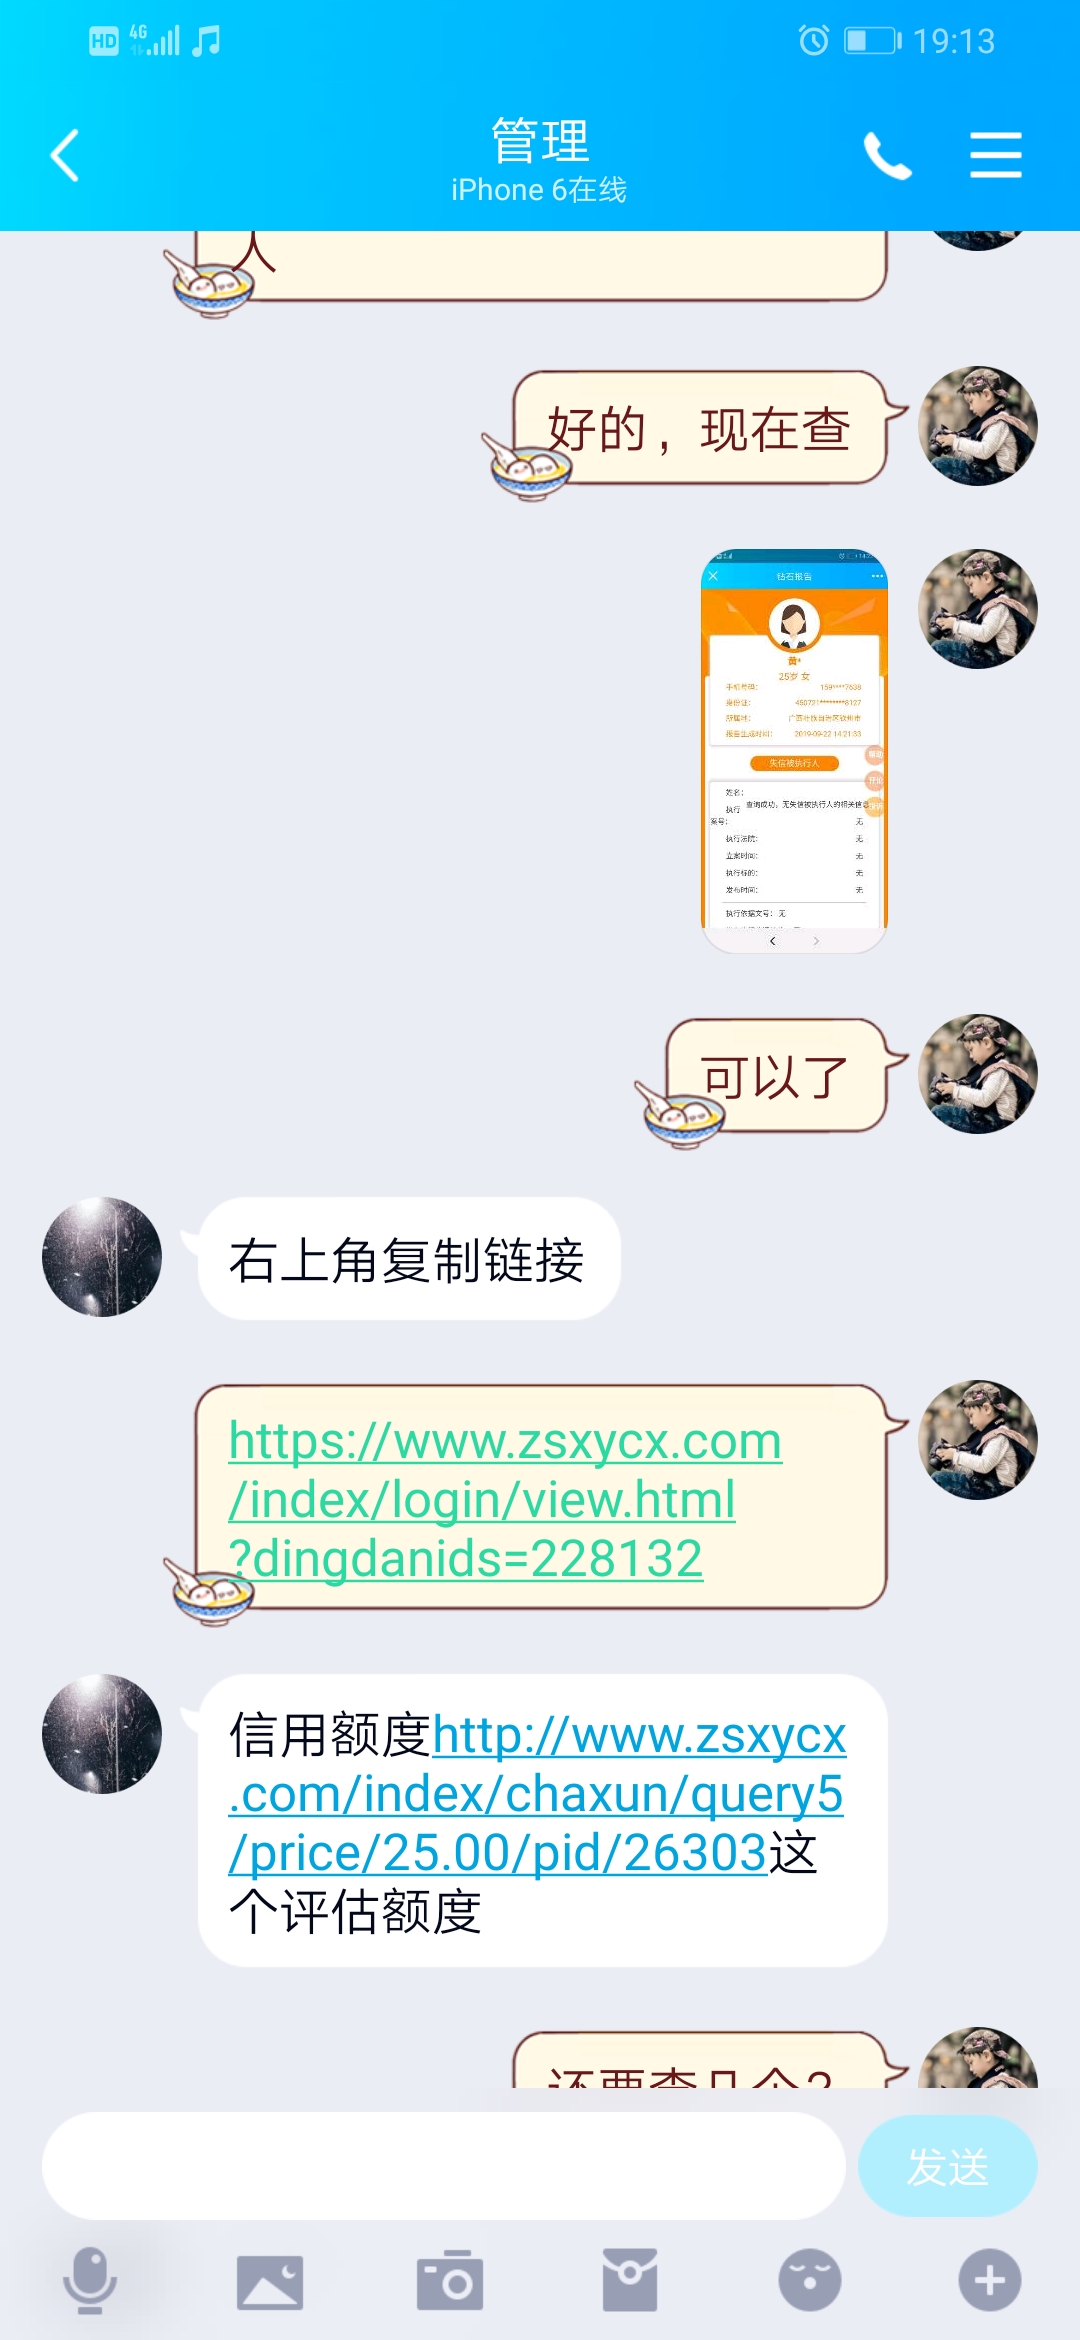 HD 4G 19:13
管理
iPhone 6在线
人
好的，现在查
钻石报告
黄*
25岁 女
手机号码： 159****7638
身份证： 450721********8127
所属地： 广西壮族自治区钦州市
报告生成时间： 2019-09-22 14:21:33
失信被执行人
姓名：
查询成功，无失信被执行人的相关信息
执行
案号： 无
执行法院： 无
立案时间： 无
执行标的： 无
发布时间： 无
执行依据文号： 无
可以了
右上角复制链接
https://www.zsxycx.com
/index/login/view.html
?dingdanids=228132
信用额度http://www.zsxycx
.com/index/chaxun/query5
/price/25.00/pid/26303这
个评估额度
还要查几个？
发送